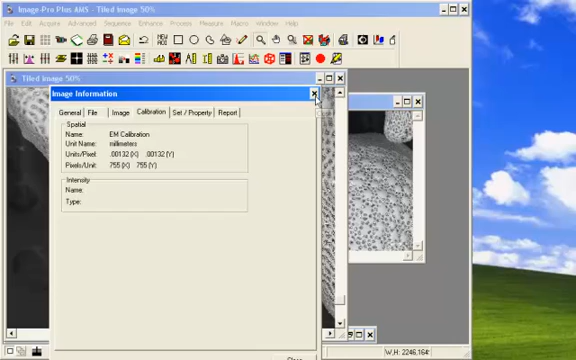 Image-Pro Plus AMS - Tiled Image 50%
File Edit Acquire Advanced Sequence Enhance Process Measure Macro Window Help
Tiled Image 50%
Image Information
General File Image Calibration Set / Property Report
Spatial
Name: EM Calibration
Unit Name: millimeters
Units/Pixel: .00132 (X) .00132 (Y)
Pixels/Unit: 755 (X) 755 (Y)
Intensity
Name:
Type:
Close